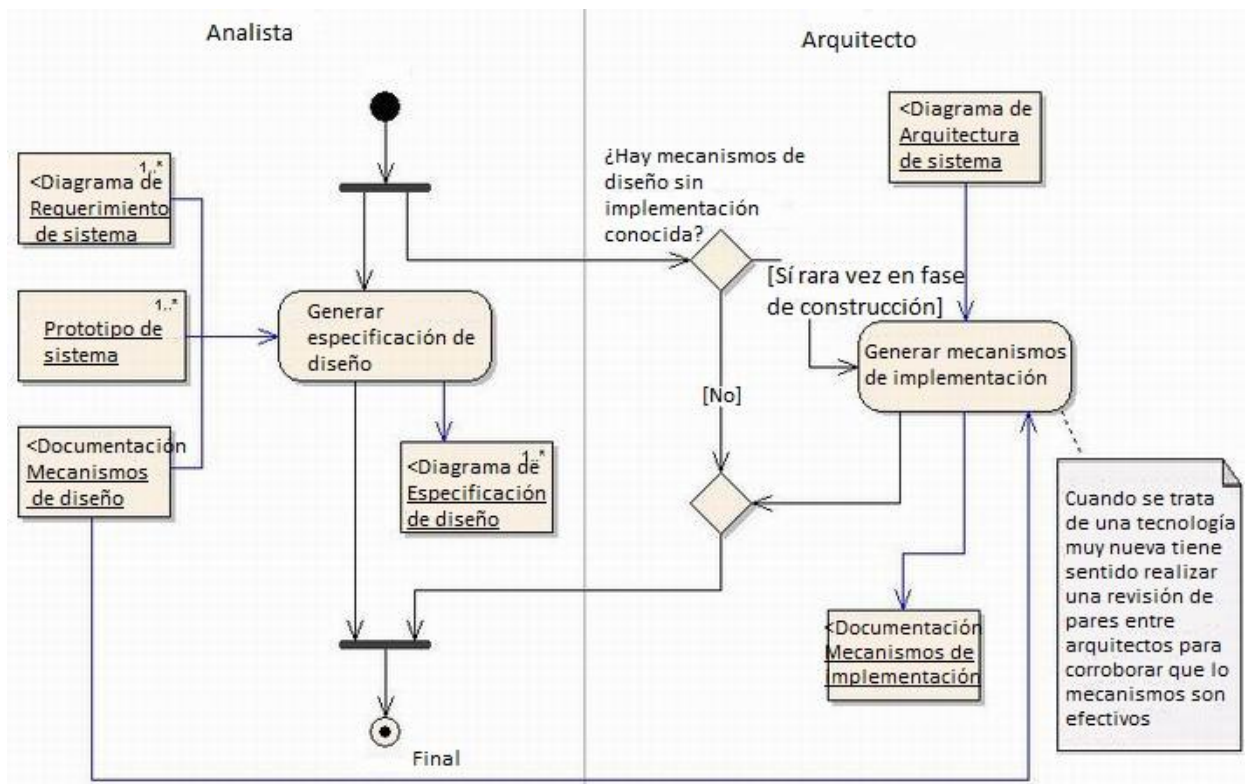 Analista
Arquitecto
<Diagrama de
Arquitectura
de sistema
¿Hay mecanismos de
diseño sin
implementación
conocida?
1..*
<Diagrama de
Requerimiento
de sistema
[Sí rara vez en fase
de construcción]
1..*
Prototipo de
sistema
Generar
especificación de
diseño
Generar mecanismos
de implementación
[No]
<Documentación
Mecanismos
de diseño
1..*
<Diagrama de
Especificación
de diseño
Cuando se trata
de una tecnología
muy nueva tiene
sentido realizar
una revisión de
pares entre
arquitectos para
corroborar que lo
mecanismos son
efectivos
<Documentación
Mecanismos de
implementación
Final